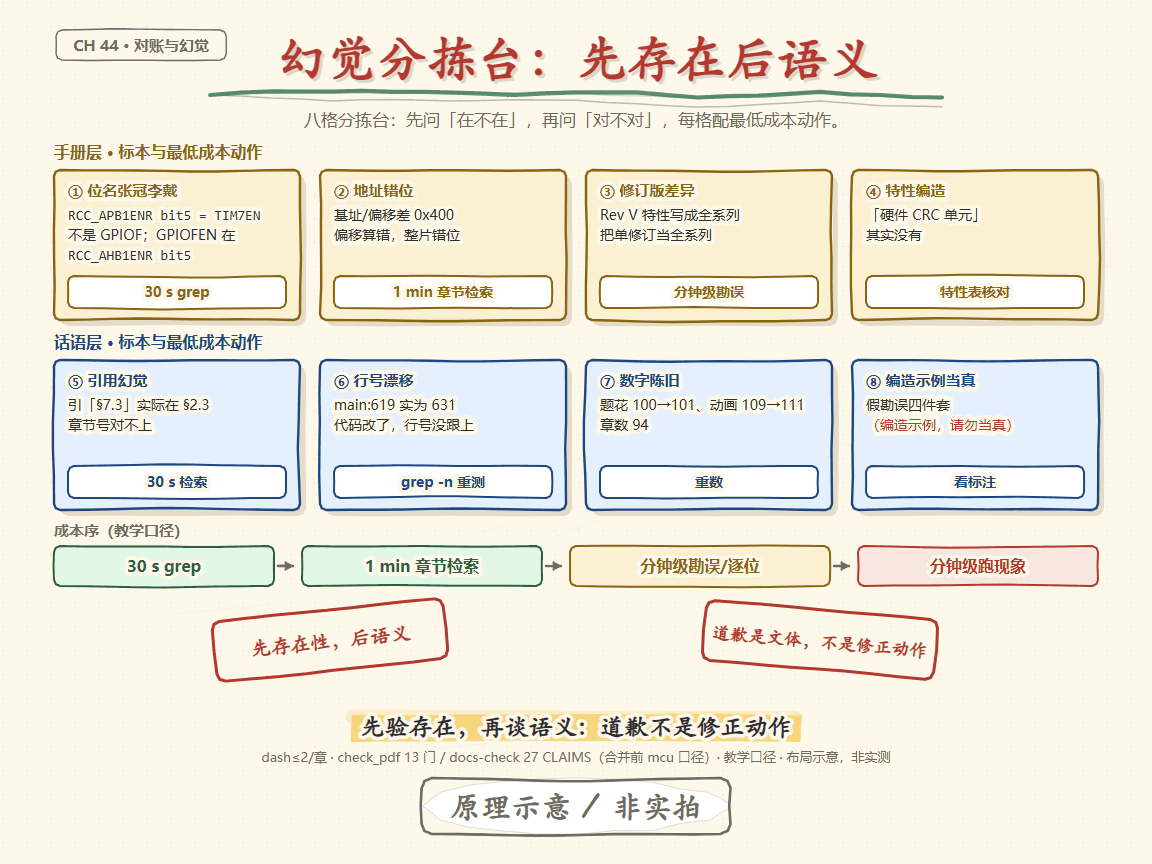 CH 44 • 对账与幻觉
幻觉分拣台：先存在后语义
八格分拣台：先问「在不在」，再问「对不对」，每格配最低成本动作。
手册层 • 标本与最低成本动作
① 位名张冠李戴
RCC_APB1ENR bit5 = TIM7EN
不是 GPIOF；GPIOFEN 在
RCC_AHB1ENR bit5
30 s grep
② 地址错位
基址/偏移差 0x400
偏移算错，整片错位
1 min 章节检索
③ 修订版差异
Rev V 特性写成全系列
把单修订当全系列
分钟级勘误
④ 特性编造
「硬件 CRC 单元」
其实没有
特性表核对
话语层 • 标本与最低成本动作
⑤ 引用幻觉
引「§7.3」实际在 §2.3
章节号对不上
30 s 检索
⑥ 行号漂移
main:619 实为 631
代码改了，行号没跟上
grep -n 重测
⑦ 数字陈旧
题花 100→101、动画 109→111
章数 94
重数
⑧ 编造示例当真
假勘误四件套
（编造示例，请勿当真）
看标注
成本序（教学口径）
30 s grep
1 min 章节检索
分钟级勘误/逐位
分钟级跑现象
先存在性，后语义
道歉是文体，不是修正动作
先验存在，再谈语义：道歉不是修正动作
dash≤2/章 · check_pdf 13 门 / docs-check 27 CLAIMS（合并前 mcu 口径）· 教学口径 · 布局示意，非实测
原理示意 / 非实拍